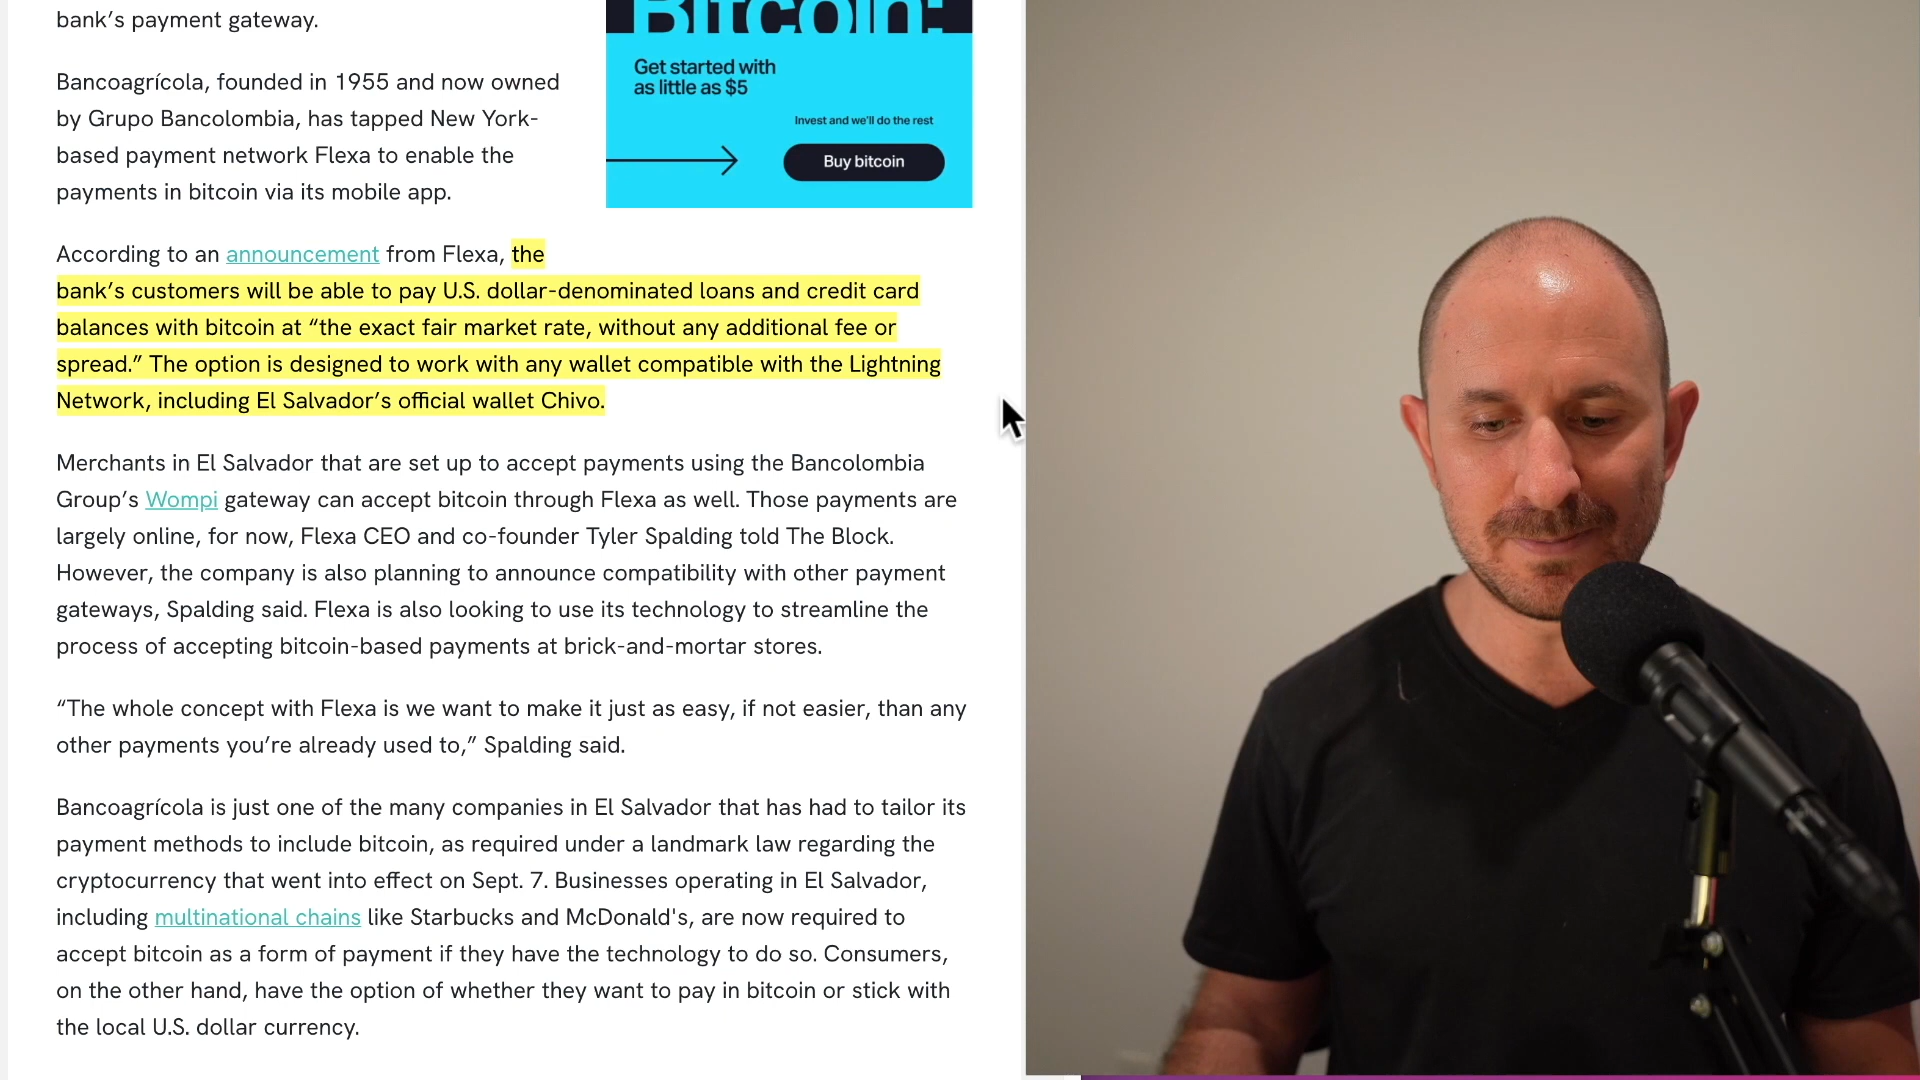 bank’s payment gateway.
Bancoagrícola, founded in 1955 and now owned
by Grupo Bancolombia, has tapped New York-
based payment network Flexa to enable the
payments in bitcoin via its mobile app.
Bitcoin:
Get started with
as little as $5
Invest and we'll do the rest
Buy bitcoin
According to an announcement from Flexa, the
bank’s customers will be able to pay U.S. dollar-denominated loans and credit card
balances with bitcoin at “the exact fair market rate, without any additional fee or
spread.” The option is designed to work with any wallet compatible with the Lightning
Network, including El Salvador’s official wallet Chivo.
Merchants in El Salvador that are set up to accept payments using the Bancolombia
Group’s Wompi gateway can accept bitcoin through Flexa as well. Those payments are
largely online, for now, Flexa CEO and co-founder Tyler Spalding told The Block.
However, the company is also planning to announce compatibility with other payment
gateways, Spalding said. Flexa is also looking to use its technology to streamline the
process of accepting bitcoin-based payments at brick-and-mortar stores.
“The whole concept with Flexa is we want to make it just as easy, if not easier, than any
other payments you’re already used to,” Spalding said.
Bancoagrícola is just one of the many companies in El Salvador that has had to tailor its
payment methods to include bitcoin, as required under a landmark law regarding the
cryptocurrency that went into effect on Sept. 7. Businesses operating in El Salvador,
including multinational chains like Starbucks and McDonald's, are now required to
accept bitcoin as a form of payment if they have the technology to do so. Consumers,
on the other hand, have the option of whether they want to pay in bitcoin or stick with
the local U.S. dollar currency.